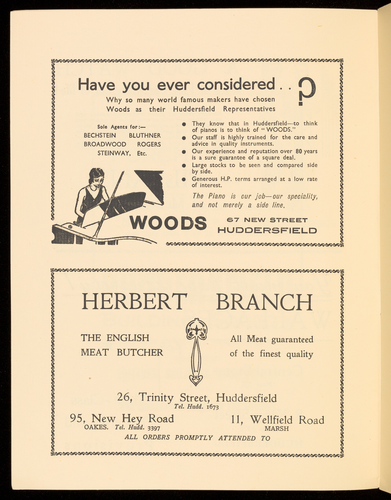 Have you ever considered . . ?
Why so many world famous makers have chosen
Woods as their Huddersfield Representatives
Sole Agents for :—
BECHSTEIN BLUTHNER
BROADWOOD ROGERS
STEINWAY, Etc.
● They know that in Huddersfield—to think
of pianos is to think of "WOODS."
● Our staff is highly trained for the care and
advice in quality instruments.
● Our experience and reputation over 80 years
is a sure guarantee of a square deal.
● Large stocks to be seen and compared side
by side.
● Generous H.P. terms arranged at a low rate
of interest.
The Piano is our job—our speciality,
and not merely a side line.
WOODS 67 NEW STREET
HUDDERSFIELD
HERBERT BRANCH
THE ENGLISH
MEAT BUTCHER
All Meat guaranteed
of the finest quality
26, Trinity Street, Huddersfield
Tel. Hudd. 1673
95, New Hey Road
OAKES. Tel. Hudd. 3397
11, Wellfield Road
MARSH
ALL ORDERS PROMPTLY ATTENDED TO